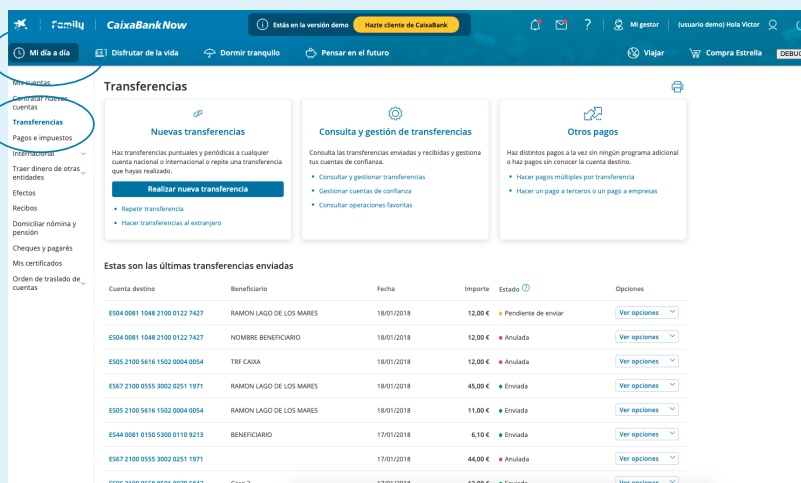 Family
CaixaBankNow
Estás en la versión demo
Hazte cliente de CaixaBank
?
Mi gestor
(usuario demo) Hola Victor
Mi día a día
Disfrutar de la vida
Dormir tranquilo
Pensar en el futuro
Viajar
Compra Estrella
DEBUG
Mis cuentas
Contratar nuevas
cuentas
Transferencias
Pagos e impuestos
Internacional
Traer dinero de otras
entidades
Efectos
Recibos
Domiciliar nómina y
pensión
Cheques y pagarés
Mis certificados
Orden de traslado de
cuentas
Transferencias
Nuevas transferencias
Haz transferencias puntuales y periódicas a cualquier
cuenta nacional o internacional o repite una transferencia
que hayas realizado.
Realizar nueva transferencia
Repetir transferencia
Hacer transferencias al extranjero
Consulta y gestión de transferencias
Consulta las transferencias enviadas y recibidas y gestiona
tus cuentas de confianza.
Consultar y gestionar transferencias
Gestionar cuentas de confianza
Consultar operaciones favoritas
Otros pagos
Haz distintos pagos a la vez sin ningún programa adicional
o haz pagos sin conocer la cuenta destino.
Hacer pagos múltiples por transferencia
Hacer un pago a terceros o un pago a empresas
Estas son las últimas transferencias enviadas
Cuenta destino Beneficiario Fecha Importe Estado ? Opciones
ES04 0081 1048 2100 0122 7427 RAMON LAGO DE LOS MARES 18/01/2018 12,00 € Pendiente de enviar Ver opciones
ES04 0081 1048 2100 0122 7427 NOMBRE BENEFICIARIO 18/01/2018 12,00 € Anulada Ver opciones
ES05 2100 5616 1502 0004 0054 TRF CAIXA 18/01/2018 12,00 € Anulada Ver opciones
ES67 2100 0555 3002 0251 1971 RAMON LAGO DE LOS MARES 18/01/2018 45,00 € Enviada Ver opciones
ES05 2100 5616 1502 0004 0054 RAMON LAGO DE LOS MARES 18/01/2018 11,00 € Enviada Ver opciones
ES44 0081 0150 5300 0110 9213 BENEFICIARIO 17/01/2018 6,10 € Enviada Ver opciones
ES67 2100 0555 3002 0251 1971 17/01/2018 44,00 € Anulada Ver opciones
17/01/2018 Enviada Ver opciones